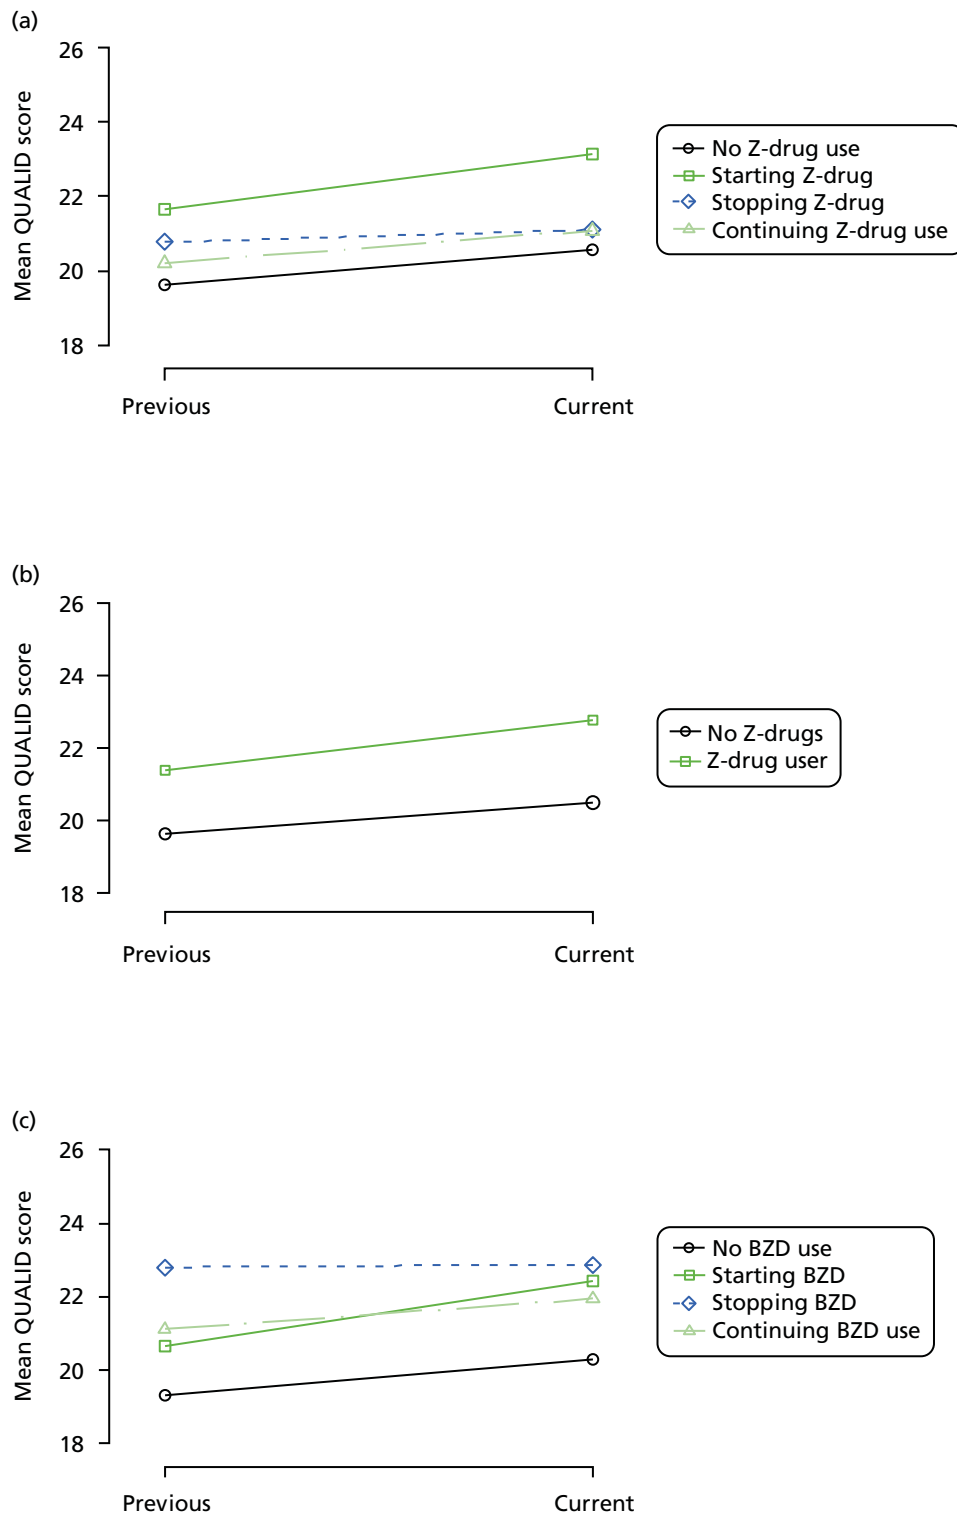 (a)
26
24
22
20
18
Mean QUALID score
Previous
Current
No Z-drug use
Starting Z-drug
Stopping Z-drug
Continuing Z-drug use
(b)
26
24
22
20
18
Mean QUALID score
Previous
Current
No Z-drugs
Z-drug user
(c)
26
24
22
20
18
Mean QUALID score
Previous
Current
No BZD use
Starting BZD
Stopping BZD
Continuing BZD use